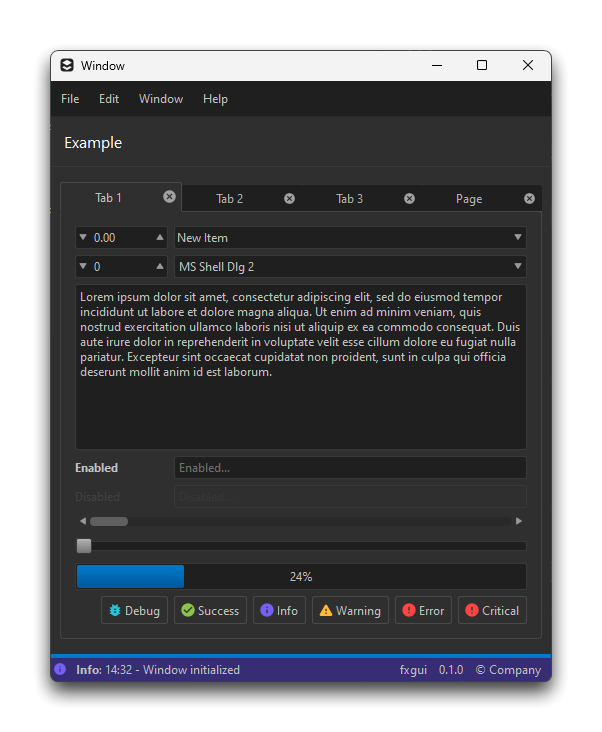 Window
File Edit Window Help
Example
Tab 1 Tab 2 Tab 3 Page
0.00 New Item
0 MS Shell Dlg 2
Lorem ipsum dolor sit amet, consectetur adipiscing elit, sed do eiusmod tempor
incididunt ut labore et dolore magna aliqua. Ut enim ad minim veniam, quis
nostrud exercitation ullamco laboris nisi ut aliquip ex ea commodo consequat. Duis
aute irure dolor in reprehenderit in voluptate velit esse cillum dolore eu fugiat nulla
pariatur. Excepteur sint occaecat cupidatat non proident, sunt in culpa qui officia
deserunt mollit anim id est laborum.
Enabled Enabled...
Disabled Disabled...
24%
Debug Success Info Warning Error Critical
Info: 14:32 - Window initialized fxgui 0.1.0 © Company